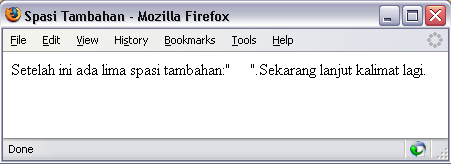 Spasi Tambahan - Mozilla Firefox
File Edit View History Bookmarks Tools Help
Setelah ini ada lima spasi tambahan:"     ".Sekarang lanjut kalimat lagi.
Done